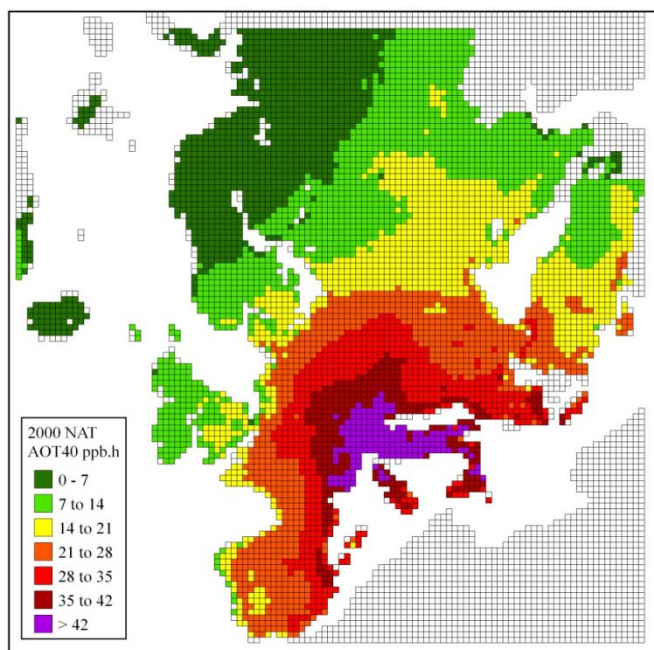 2000 NAT
AOT40 ppb.h
0 - 7
7 to 14
14 to 21
21 to 28
28 to 35
35 to 42
> 42